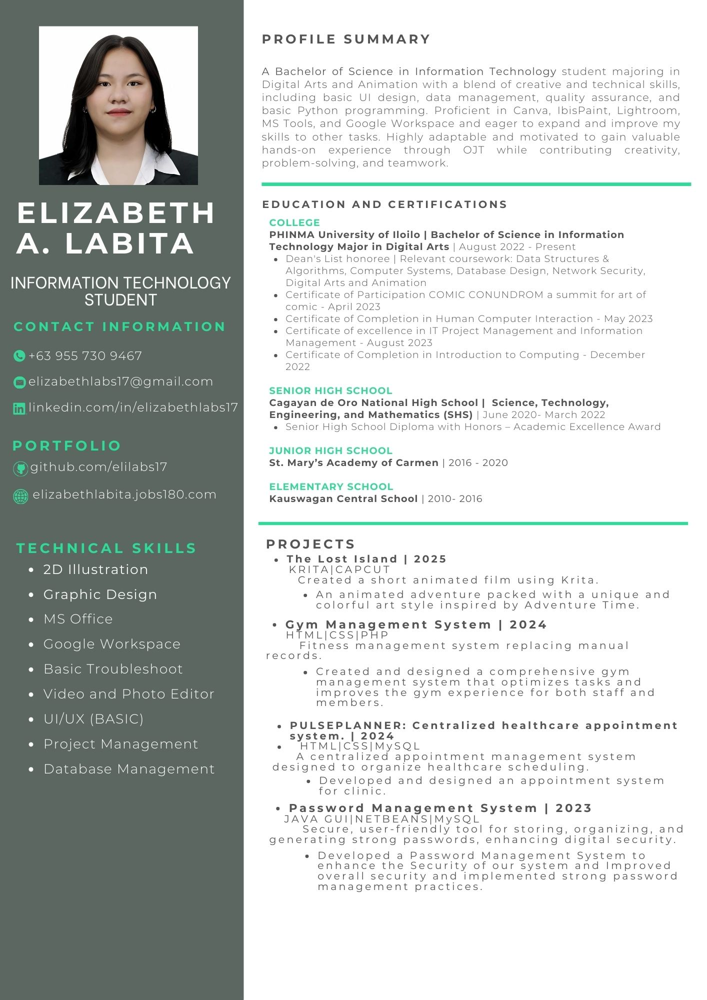 ELIZABETH
A. LABITA
INFORMATION TECHNOLOGY
STUDENT
CONTACT INFORMATION
+63 955 730 9467
elizabethlabs17@gmail.com
linkedin.com/in/elizabethlabs17
PORTFOLIO
github.com/elilabs17
elizabethlabita.jobs180.com
TECHNICAL SKILLS
• 2D Illustration
• Graphic Design
• MS Office
• Google Workspace
• Basic Troubleshoot
• Video and Photo Editor
• UI/UX (BASIC)
• Project Management
• Database Management
PROFILE SUMMARY
A Bachelor of Science in Information Technology student majoring in
Digital Arts and Animation with a blend of creative and technical skills,
including basic UI design, data management, quality assurance, and
basic Python programming. Proficient in Canva, IbisPaint, Lightroom,
MS Tools, and Google Workspace and eager to expand and improve my
skills to other tasks. Highly adaptable and motivated to gain valuable
hands-on experience through OJT while contributing creativity,
problem-solving, and teamwork.
EDUCATION AND CERTIFICATIONS
COLLEGE
PHINMA University of Iloilo | Bachelor of Science in Information
Technology Major in Digital Arts | August 2022 - Present
• Dean's List honoree | Relevant coursework: Data Structures &
Algorithms, Computer Systems, Database Design, Network Security,
Digital Arts and Animation
• Certificate of Participation COMIC CONUNDROM a summit for art of
comic - April 2023
• Certificate of Completion in Human Computer Interaction - May 2023
• Certificate of excellence in IT Project Management and Information
Management - August 2023
• Certificate of Completion in Introduction to Computing - December
2022
SENIOR HIGH SCHOOL
Cagayan de Oro National High School | Science, Technology,
Engineering, and Mathematics (SHS) | June 2020- March 2022
• Senior High School Diploma with Honors – Academic Excellence Award
JUNIOR HIGH SCHOOL
St. Mary’s Academy of Carmen | 2016 - 2020
ELEMENTARY SCHOOL
Kauswagan Central School | 2010- 2016
PROJECTS
• The Lost Island | 2025
KRITA|CAPCUT
Created a short animated film using Krita.
• An animated adventure packed with a unique and
colorful art style inspired by Adventure Time.
• Gym Management System | 2024
HTML|CSS|PHP
Fitness management system replacing manual
records.
• Created and designed a comprehensive gym
management system that optimizes tasks and
improves the gym experience for both staff and
members.
• PULSEPLANNER: Centralized healthcare appointment
system. | 2024
• HTML|CSS|MySQL
A centralized appointment management system
designed to organize healthcare scheduling.
• Developed and designed an appointment system
for clinic.
• Password Management System | 2023
JAVA GUI|NETBEANS|MySQL
Secure, user-friendly tool for storing, organizing, and
generating strong passwords, enhancing digital security.
• Developed a Password Management System to
enhance the Security of our system and Improved
overall security and implemented strong password
management practices.